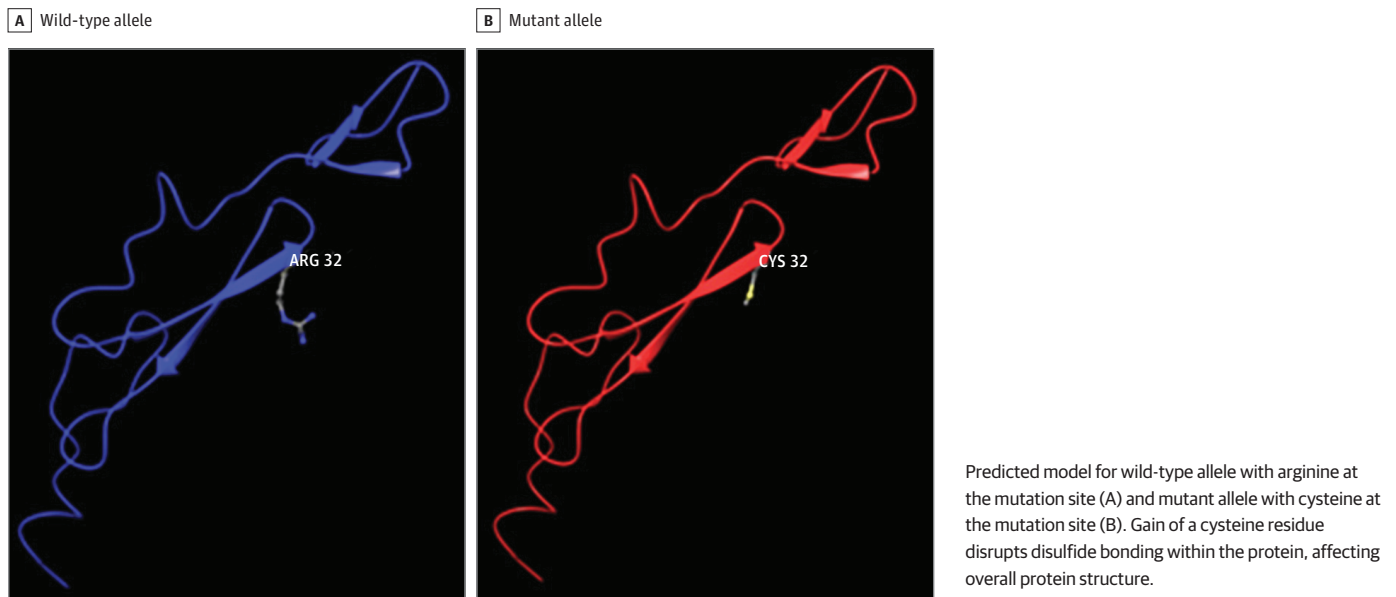 A Wild-type allele
B Mutant allele
ARG 32
CYS 32
Predicted model for wild-type allele with arginine at
the mutation site (A) and mutant allele with cysteine at
the mutation site (B). Gain of a cysteine residue
disrupts disulfide bonding within the protein, affecting
overall protein structure.